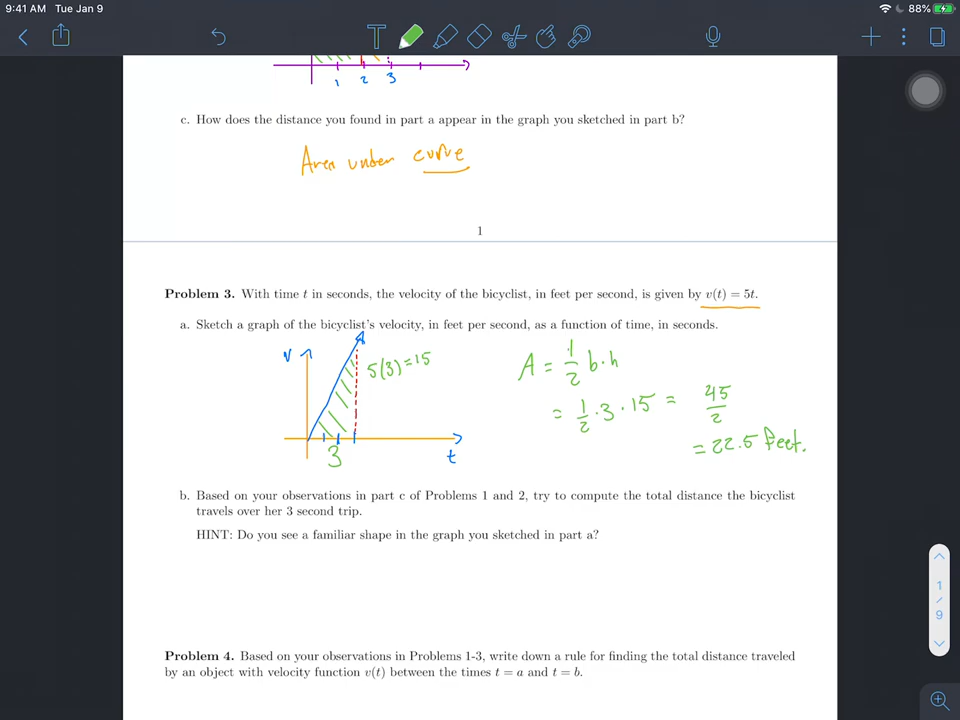 9:41 AM Tue Jan 9
88%
1 2 3
c. How does the distance you found in part a appear in the graph you sketched in part b?
Area under curve
1
Problem 3. With time t in seconds, the velocity of the bicyclist, in feet per second, is given by v(t) = 5t.
a. Sketch a graph of the bicyclist's velocity, in feet per second, as a function of time, in seconds.
v
5(3)=15
3
t
A = 1/2 b·h
= 1/2 · 3 · 15 = 45/2
= 22.5 feet.
b. Based on your observations in part c of Problems 1 and 2, try to compute the total distance the bicyclist
travels over her 3 second trip.
HINT: Do you see a familiar shape in the graph you sketched in part a?
1
/
9
Problem 4. Based on your observations in Problems 1-3, write down a rule for finding the total distance traveled
by an object with velocity function v(t) between the times t = a and t = b.